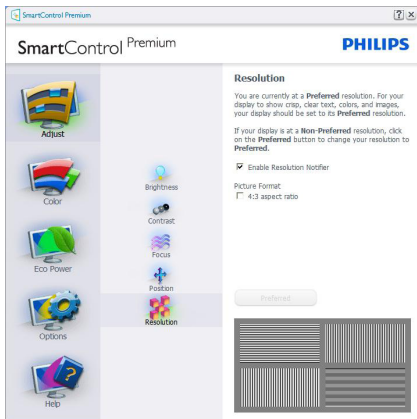 SmartControl Premium
SmartControl Premium
PHILIPS
Adjust
Color
Eco Power
Options
Help
Brightness
Contrast
Focus
Position
Resolution
Resolution
You are currently at a Preferred resolution. For your
display to show crisp, clear text, colors, and images,
your display should be set to its Preferred resolution.
If your display is at a Non-Preferred resolution, click
on the Preferred button to change your resolution to
Preferred.
Enable Resolution Notifier
Picture Format
4:3 aspect ratio
Preferred